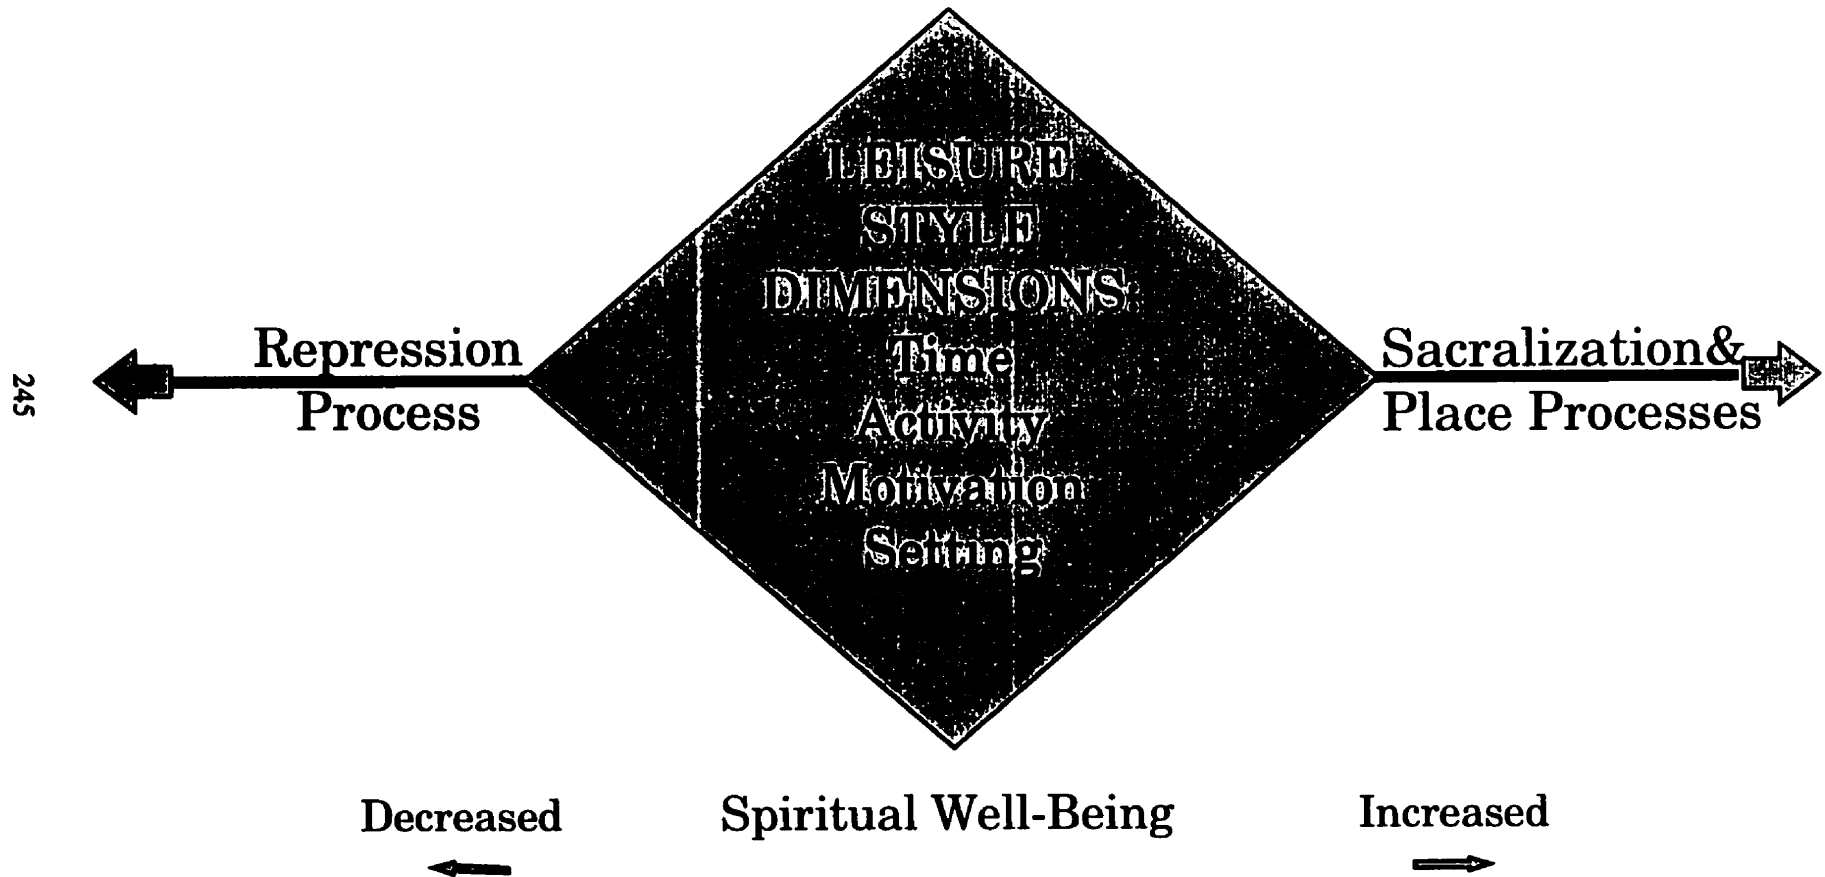 LEISURE
STYLE
DIMENSIONS
Time
Activity
Motivation
Setting
Repression
Process
Sacralization&
Place Processes
245
Decreased
Spiritual Well-Being
Increased